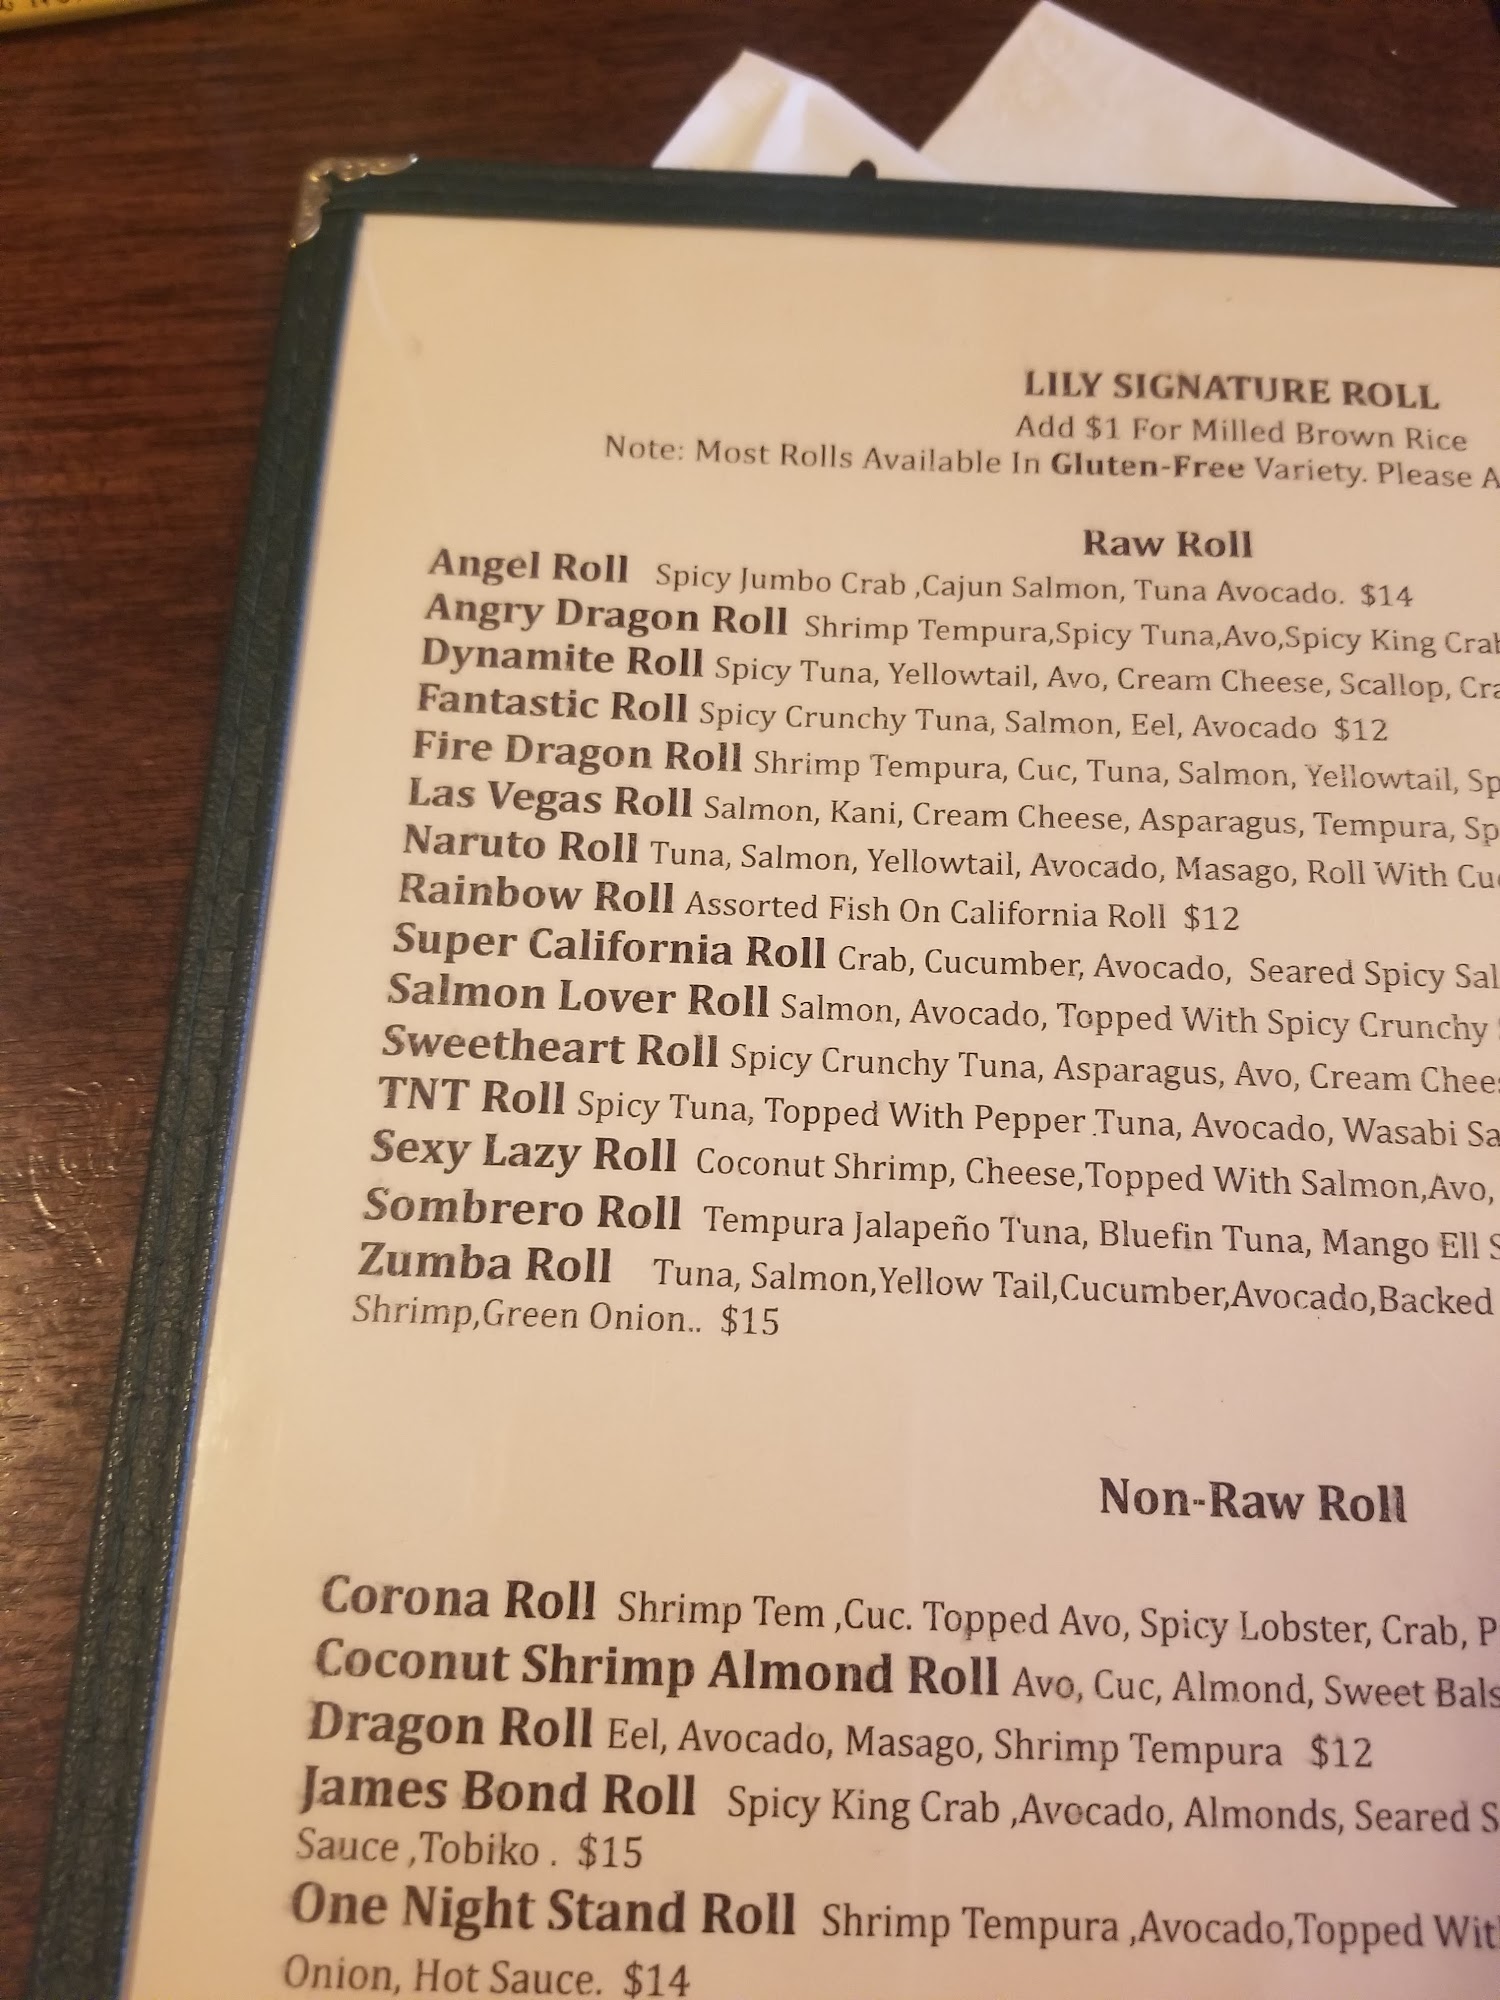 LILY SIGNATURE ROLL
Add $1 For Milled Brown Rice
Note: Most Rolls Available In Gluten-Free Variety. Please
Raw Roll
Angel Roll Spicy Jumbo Crab ,Cajun Salmon, Tuna Avocado. $14
Angry Dragon Roll Shrimp Tempura,Spicy Tuna,Avo,Spicy King Crab
Dynamite Roll Spicy Tuna, Yellowtail, Avo, Cream Cheese, Scallop,
Fantastic Roll Spicy Crunchy Tuna, Salmon, Eel, Avocado $12
Fire Dragon Roll Shrimp Tempura, Cuc, Tuna, Salmon, Yellowtail,
Las Vegas Roll Salmon, Kani, Cream Cheese, Asparagus, Tempura,
Naruto Roll Tuna, Salmon, Yellowtail, Avocado, Masago, Roll With
Rainbow Roll Assorted Fish On California Roll $12
Super California Roll Crab, Cucumber, Avocado, Seared Spicy
Salmon Lover Roll Salmon, Avocado, Topped With Spicy Crunchy
Sweetheart Roll Spicy Crunchy Tuna, Asparagus, Avo, Cream
TNT Roll Spicy Tuna, Topped With Pepper Tuna, Avocado, Wasabi
Sexy Lazy Roll Coconut Shrimp, Cheese,Topped With Salmon,Avo,
Sombrero Roll Tempura Jalapeño Tuna, Bluefin Tuna, Mango Ell
Zumba Roll Tuna, Salmon,Yellow Tail,Cucumber,Avocado,Backed
Shrimp,Green Onion.. $15
Non-Raw Roll
Corona Roll Shrimp Tem ,Cuc. Topped Avo, Spicy Lobster, Crab,
Coconut Shrimp Almond Roll Avo, Cuc, Almond, Sweet
Dragon Roll Eel, Avocado, Masago, Shrimp Tempura $12
James Bond Roll Spicy King Crab ,Avocado, Almonds, Seared
Sauce ,Tobiko . $15
One Night Stand Roll Shrimp Tempura ,Avocado,Topped
Onion, Hot Sauce. $14